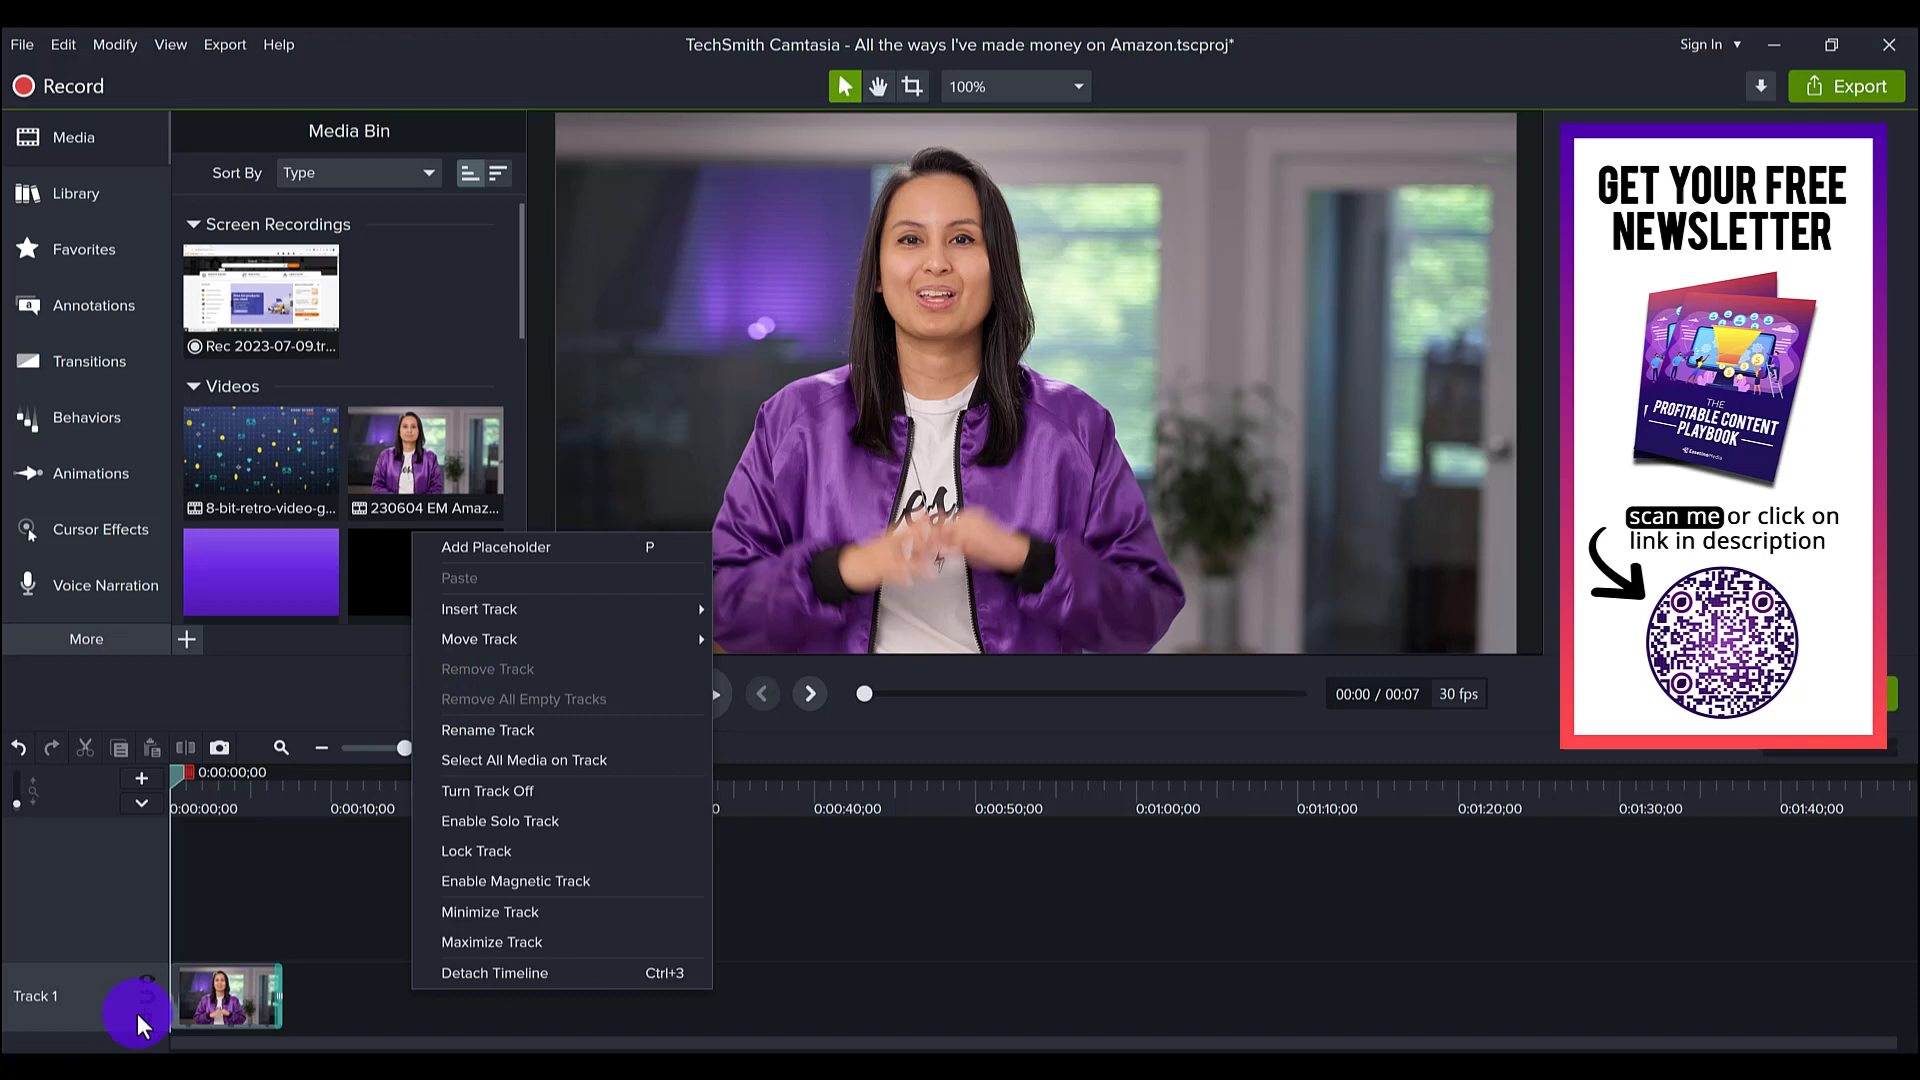 File Edit Modify View Export Help
TechSmith Camtasia - All the ways I've made money on Amazon.tscproj*
Sign In
Record
100%
Export
Media
Library
Favorites
Annotations
Transitions
Behaviors
Animations
Cursor Effects
Voice Narration
More
Media Bin
Sort By Type
Screen Recordings
Rec 2023-07-09.tr...
Videos
8-bit-retro-video-g...
230604 EM Amaz...
es
GET YOUR FREE
NEWSLETTER
THE
PROFITABLE CONTENT
PLAYBOOK
ExsetinoMedia
scan me or click on
link in description
Add Placeholder P
Paste
Insert Track
Move Track
Remove Track
Remove All Empty Tracks
Rename Track
Select All Media on Track
Turn Track Off
Enable Solo Track
Lock Track
Enable Magnetic Track
Minimize Track
Maximize Track
Detach Timeline Ctrl+3
00:00 / 00:07 30 fps
0:00:00;00
0:00:00;00 0:00:10;00 0 0:00:40;00 0:00:50;00 0:01:00;00 0:01:10;00 0:01:20;00 0:01:30;00 0:01:40;00
Track 1